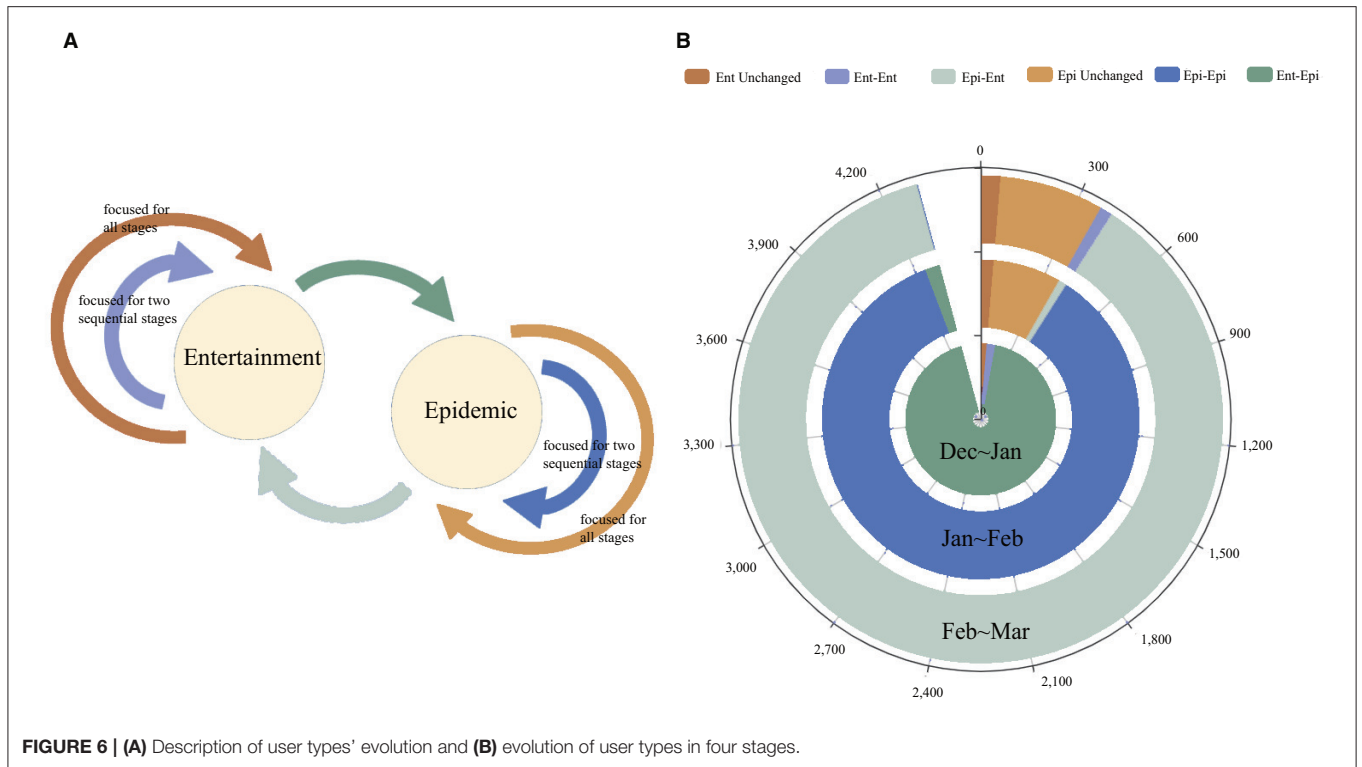 A
focused for
all stages
focused for two
sequential stages
Entertainment
Epidemic
focused for two
sequential stages
focused for
all stages
B
Ent Unchanged Ent-Ent Epi-Ent Epi Unchanged Epi-Epi Ent-Epi
0
300
600
900
1,200
1,500
1,800
2,100
2,400
2,700
3,000
3,300
3,600
3,900
4,200
0
Dec~Jan
Jan~Feb
Feb~Mar
FIGURE 6 | (A) Description of user types' evolution and (B) evolution of user types in four stages.